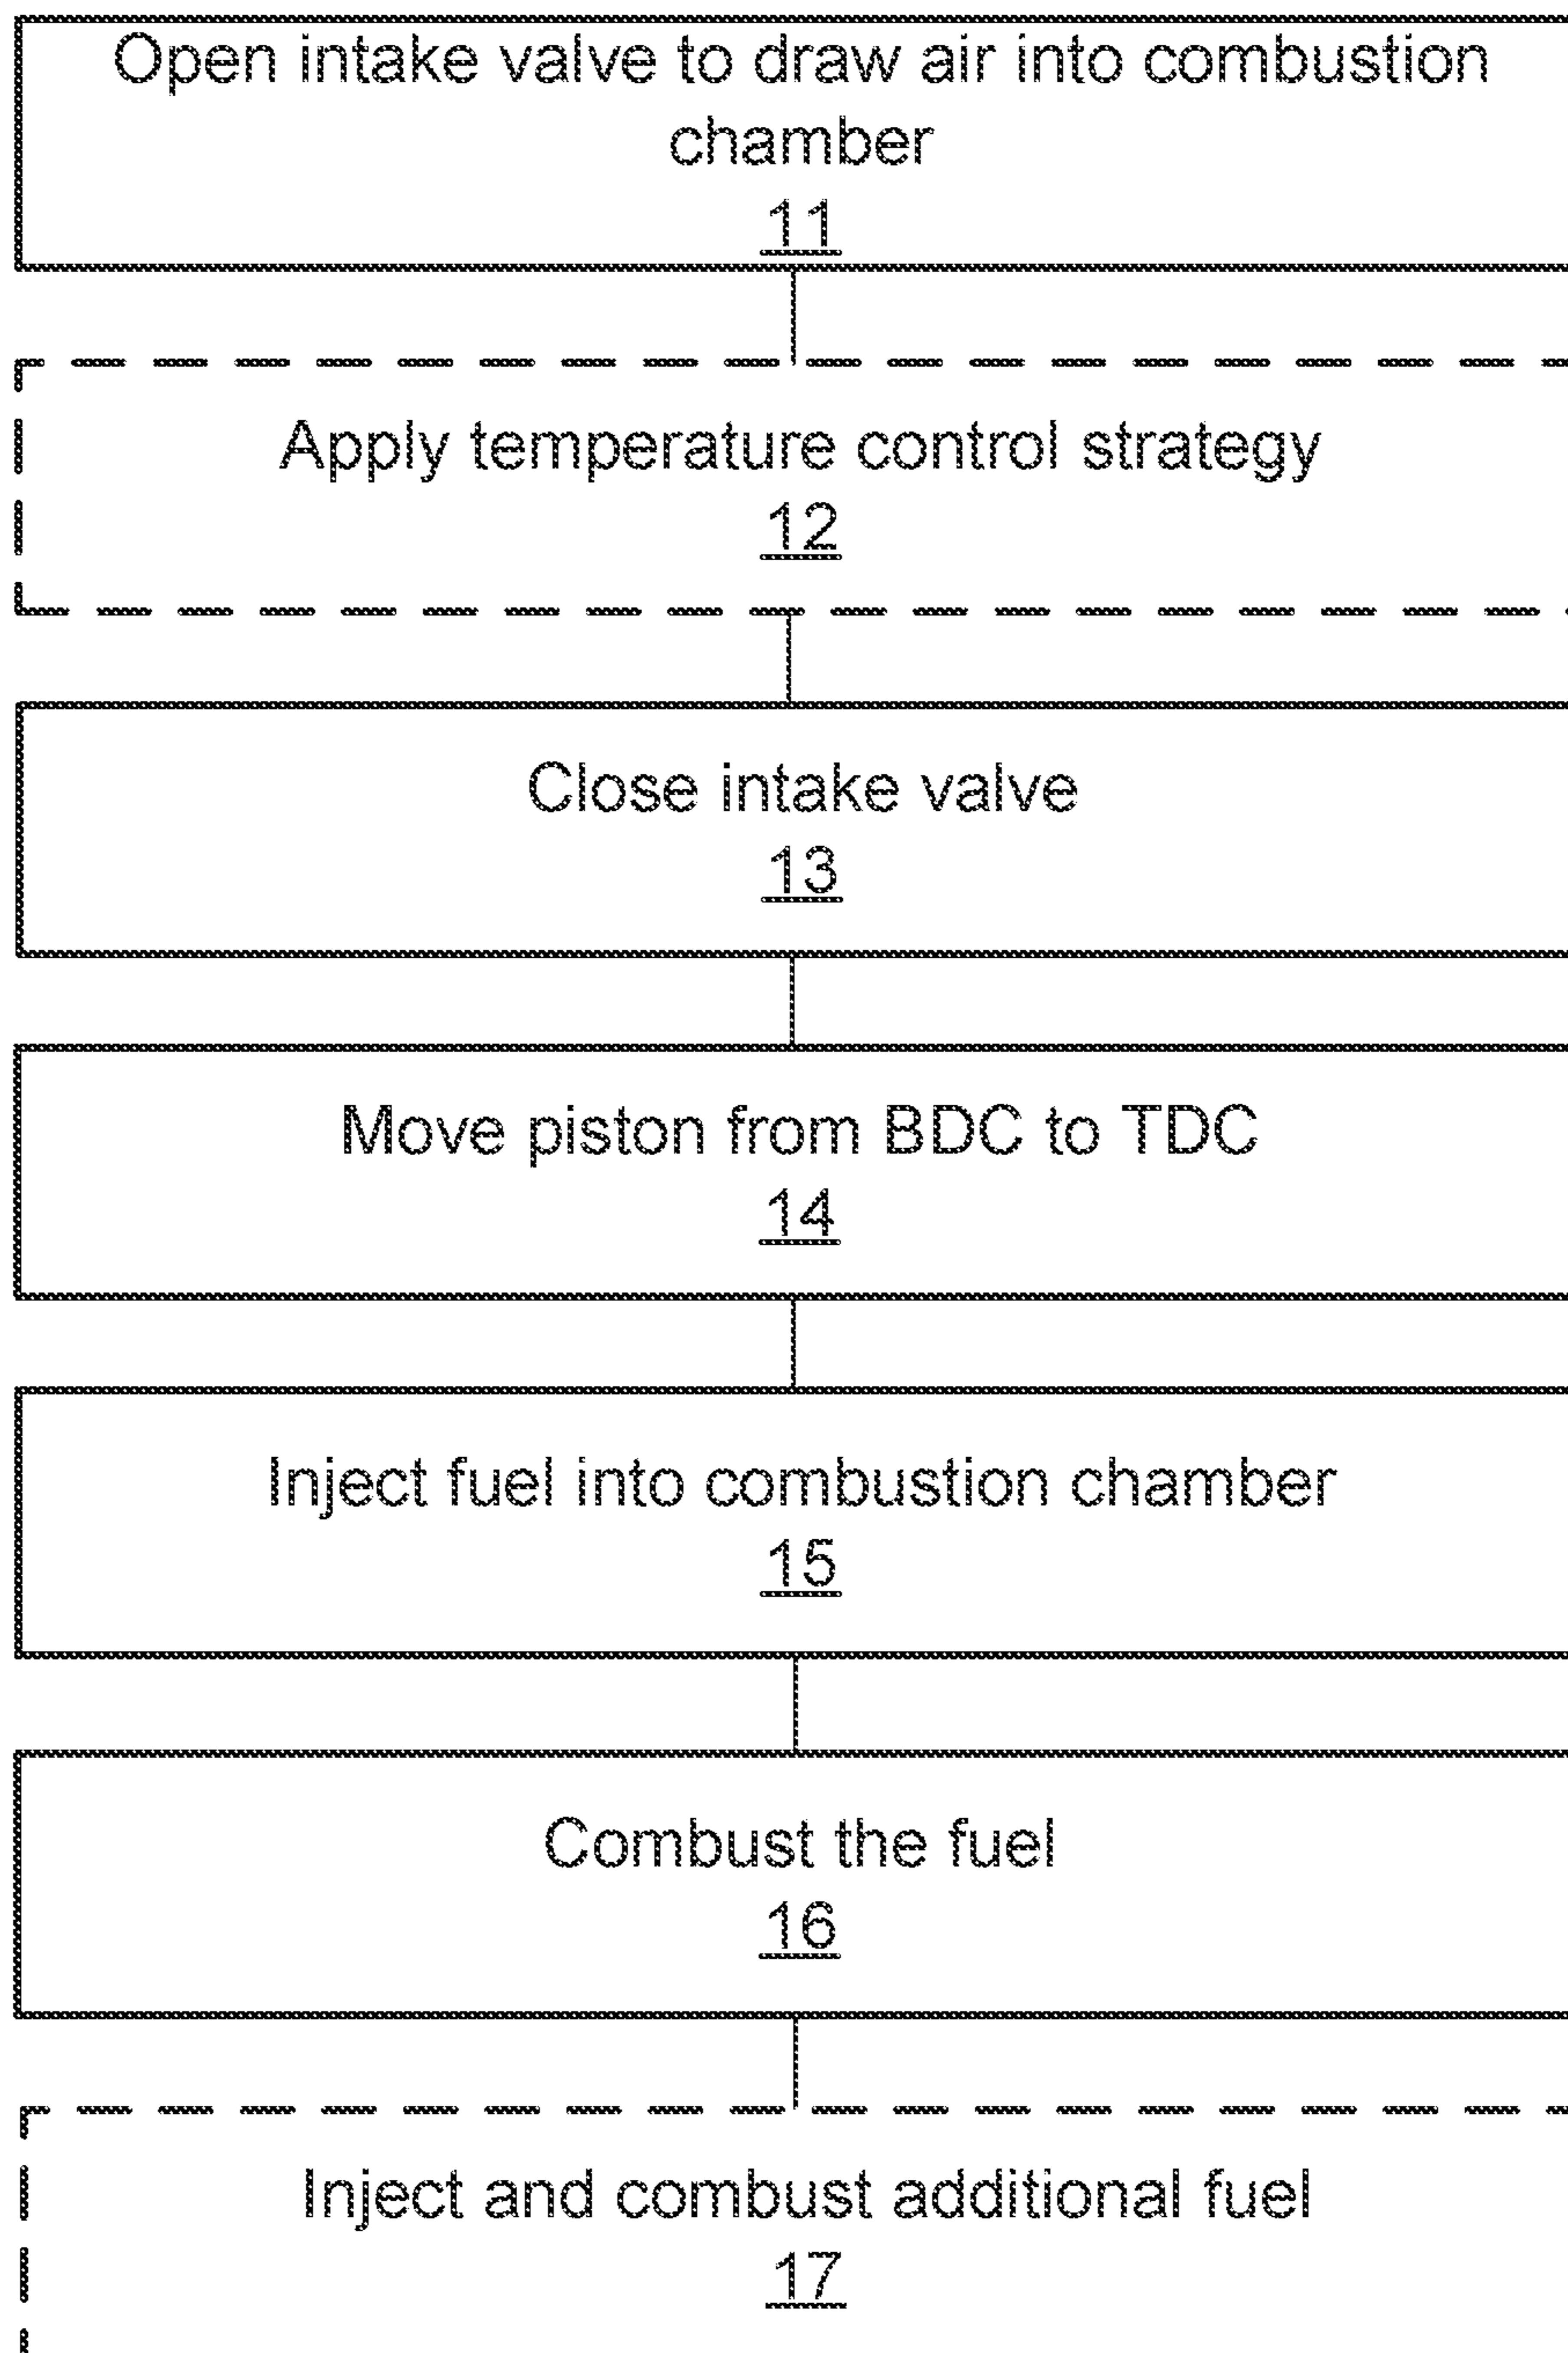 Open intake valve to draw air into combustion
chamber
11
Apply temperature control strategy
12
Close intake valve
13
Move piston from BDC to TDC
14
Inject fuel into combustion chamber
15
Combust the fuel
16
Inject and combust additional fuel
17